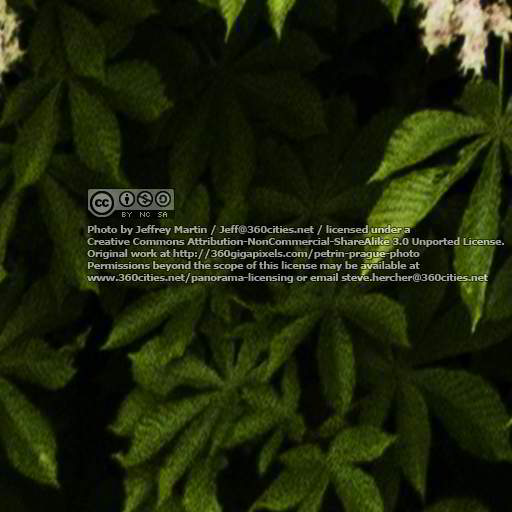 cc
BY NC SA
Photo by Jeffrey Martin / Jeff@360cities.net / licensed under a
Creative Commons Attribution-NonCommercial-ShareAlike 3.0 Unported License.
Original work at http://360gigapixels.com/petrin-prague-photo
Permissions beyond the scope of this license may be available at
www.360cities.net/panorama-licensing or email steve.hercher@360cities.net